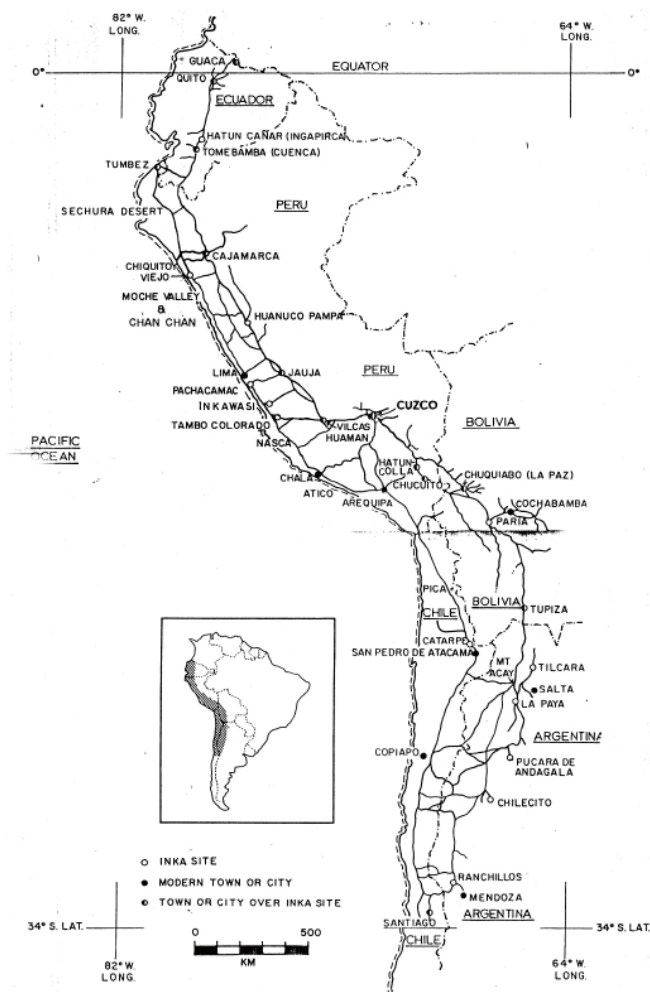 82° W.
LONG.
64° W.
LONG.
GUACA
EQUATOR
0°
0°
QUITO
ECUADOR
HATUN CAÑAR (INGAPIRCA)
TOMEBAMBA (CUENCA)
TUMBEZ
PERU
SECHURA DESERT
CAJAMARCA
CHIQUITOY
VIEJO
MOCHE VALLEY
&
CHAN CHAN
HUANUCO PAMPA
LIMA
JAUJA
PERU
PACHACAMAC
INKAWASI
CUZCO
TAMBO COLORADO
VILCAS
HUAMAN
BOLIVIA
PACIFIC
OCEAN
NASCA
HATUN
COLLA
CHUQUIABO (LA PAZ)
CHALA
CHUCUITO
ATICO
AREQUIPA
COCHABAMBA
PARIA
PICA
BOLIVIA
TUPIZA
CHILE
CATARPE
SAN PEDRO DE ATACAMA
MT.
ACAY
TILCARA
SALTA
LA PAYA
ARGENTINA
COPIAPO
PUCARA DE
ANDAGALA
CHILECITO
INKA SITE
MODERN TOWN OR CITY
TOWN OR CITY OVER INKA SITE
RANCHILLOS
MENDOZA
SANTIAGO
ARGENTINA
34° S. LAT.
34° S. LAT.
CHILE
0
500
KM
82° W.
LONG.
64° W.
LONG.